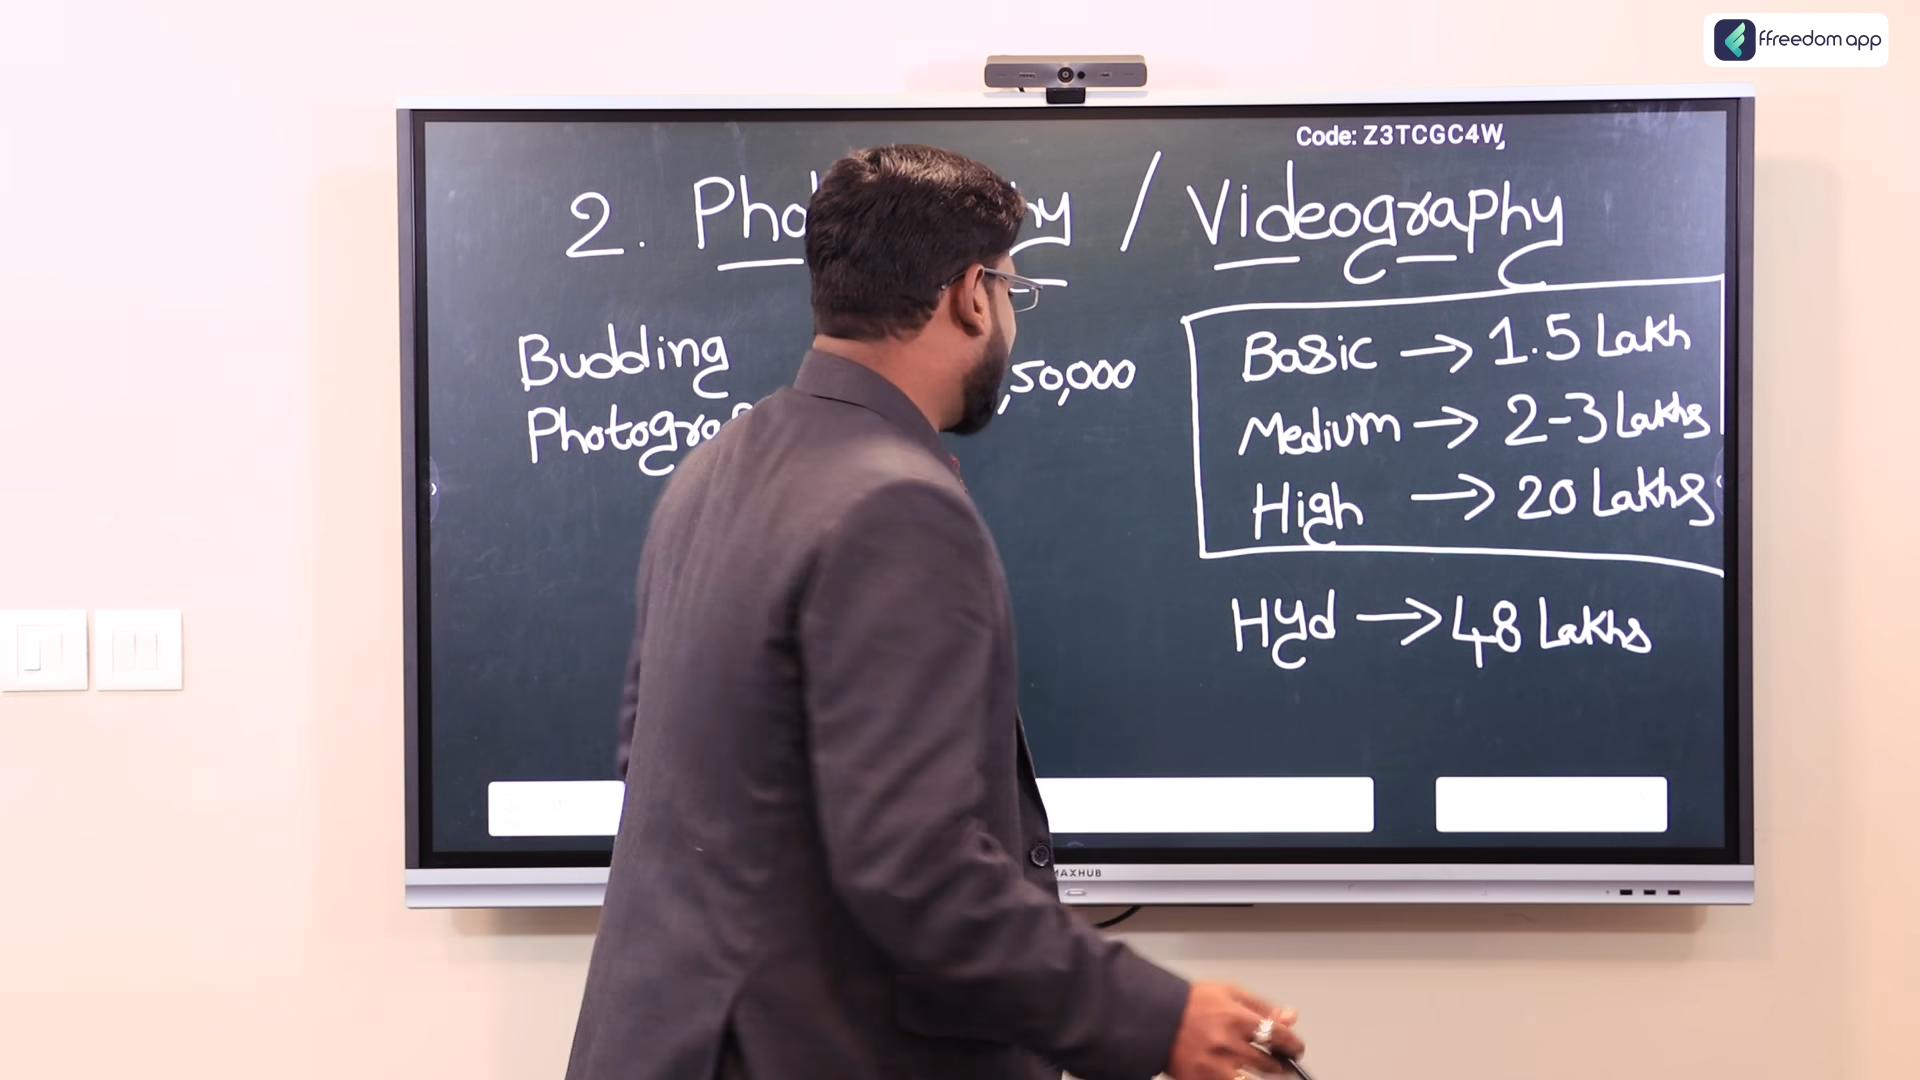 ffreedom app
Code: Z3TCGC4W
2. / Videography
Budding ,50,000
Basic → 1.5 Lakh
Medium → 2-3 Lakhs
High → 20 Lakhs
Hyd → 48 Lakhs
MAXHUB